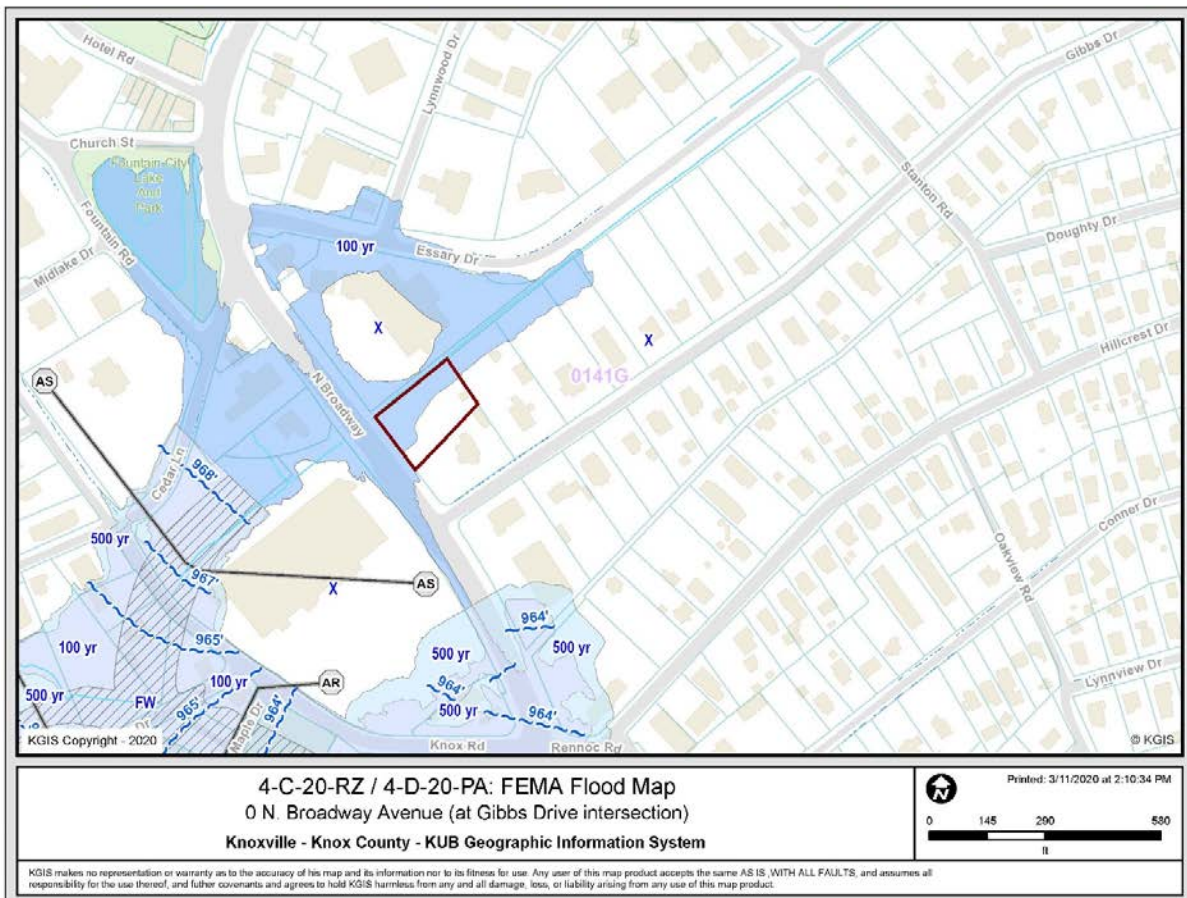 Hotel Rd
Lynnwood Dr
Gibbs Dr
Church St
Fountain City
Lake
And
Park
Fountain Rd
Midlake Dr
Stanton Rd
Doughty Dr
100 yr
Essary Dr
X
X
Hillcrest Dr
N Broadway
0141G
AS
Cedar Ln
968'
500 yr
967'
AS
X
Oakview Rd
Conner Dr
964'
965'
100 yr
500 yr
500 yr
100 yr
AR
964'
500 yr
FW
965'
964'
500 yr
964'
Lynnview Dr
Dr
Maple Dr
Knox Rd
Rennoc Rd
KGIS Copyright - 2020
© KGIS
4-C-20-RZ / 4-D-20-PA: FEMA Flood Map
0 N. Broadway Avenue (at Gibbs Drive intersection)
Knoxville - Knox County - KUB Geographic Information System
N
Printed: 3/11/2020 at 2:10:34 PM
0 145 290 580
ft
KGIS makes no representation or warranty as to the accuracy of his map and its information nor to its fitness for use. Any user of this map product accepts the same AS IS ,WITH ALL FAULTS, and assumes all
responsibility for the use thereof, and futher covenants and agrees to hold KGIS harmless from any and all damage, loss, or liability arising from any use of this map product.